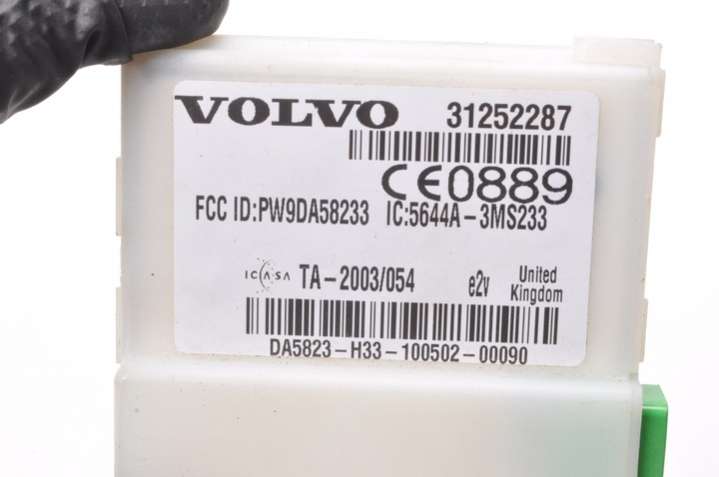 VOLVO 31252287
CE0889
FCC ID:PW9DA58233 IC:5644A-3MS233
ICASA TA-2003/054 e2v United
Kingdom
DA5823-H33-100502-00090